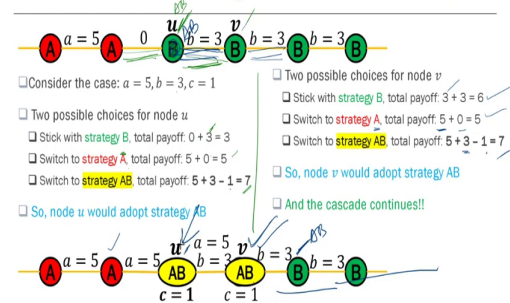 u v
a = 5 0 b = 3 b = 3 b = 3
A A B B B B
Consider the case: a = 5, b = 3, c = 1
Two possible choices for node u
Stick with strategy B, total payoff: 0 + 3 = 3
Switch to strategy A, total payoff: 5 + 0 = 5
Switch to strategy AB, total payoff: 5 + 3 − 1 = 7
So, node u would adopt strategy AB
Two possible choices for node v
Stick with strategy B, total payoff: 3 + 3 = 6
Switch to strategy A, total payoff: 5 + 0 = 5
Switch to strategy AB, total payoff: 5 + 3 − 1 = 7
So, node v would adopt strategy AB
And the cascade continues!!
AB
u a = 5 v
a = 5 a = 5 b = 3 b = 3 b = 3
A A AB AB B B
c = 1 c = 1